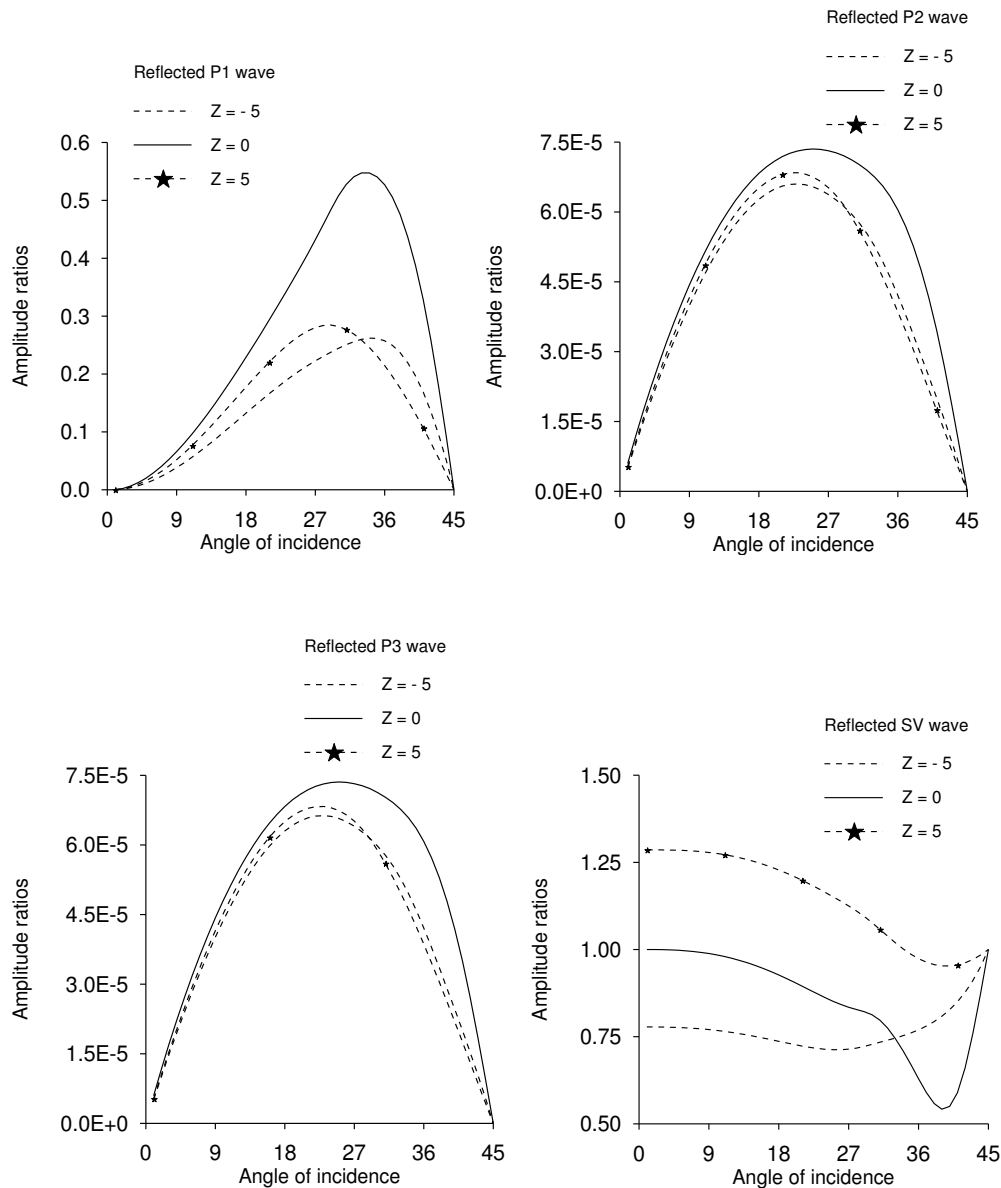 Reflected P1 wave
Z = - 5
Z = 0
Z = 5
0.6
0.5
0.4
0.3
0.2
0.1
0.0
Amplitude ratios
0 9 18 27 36 45
Angle of incidence
Reflected P2 wave
Z = - 5
Z = 0
Z = 5
7.5E-5
6.0E-5
4.5E-5
3.0E-5
1.5E-5
0.0E+0
Amplitude ratios
0 9 18 27 36 45
Angle of incidence
Reflected P3 wave
Z = - 5
Z = 0
Z = 5
7.5E-5
6.0E-5
4.5E-5
3.0E-5
1.5E-5
0.0E+0
Amplitude ratios
0 9 18 27 36 45
Angle of incidence
Reflected SV wave
Z = - 5
Z = 0
Z = 5
1.50
1.25
1.00
0.75
0.50
Amplitude ratios
0 9 18 27 36 45
Angle of incidence